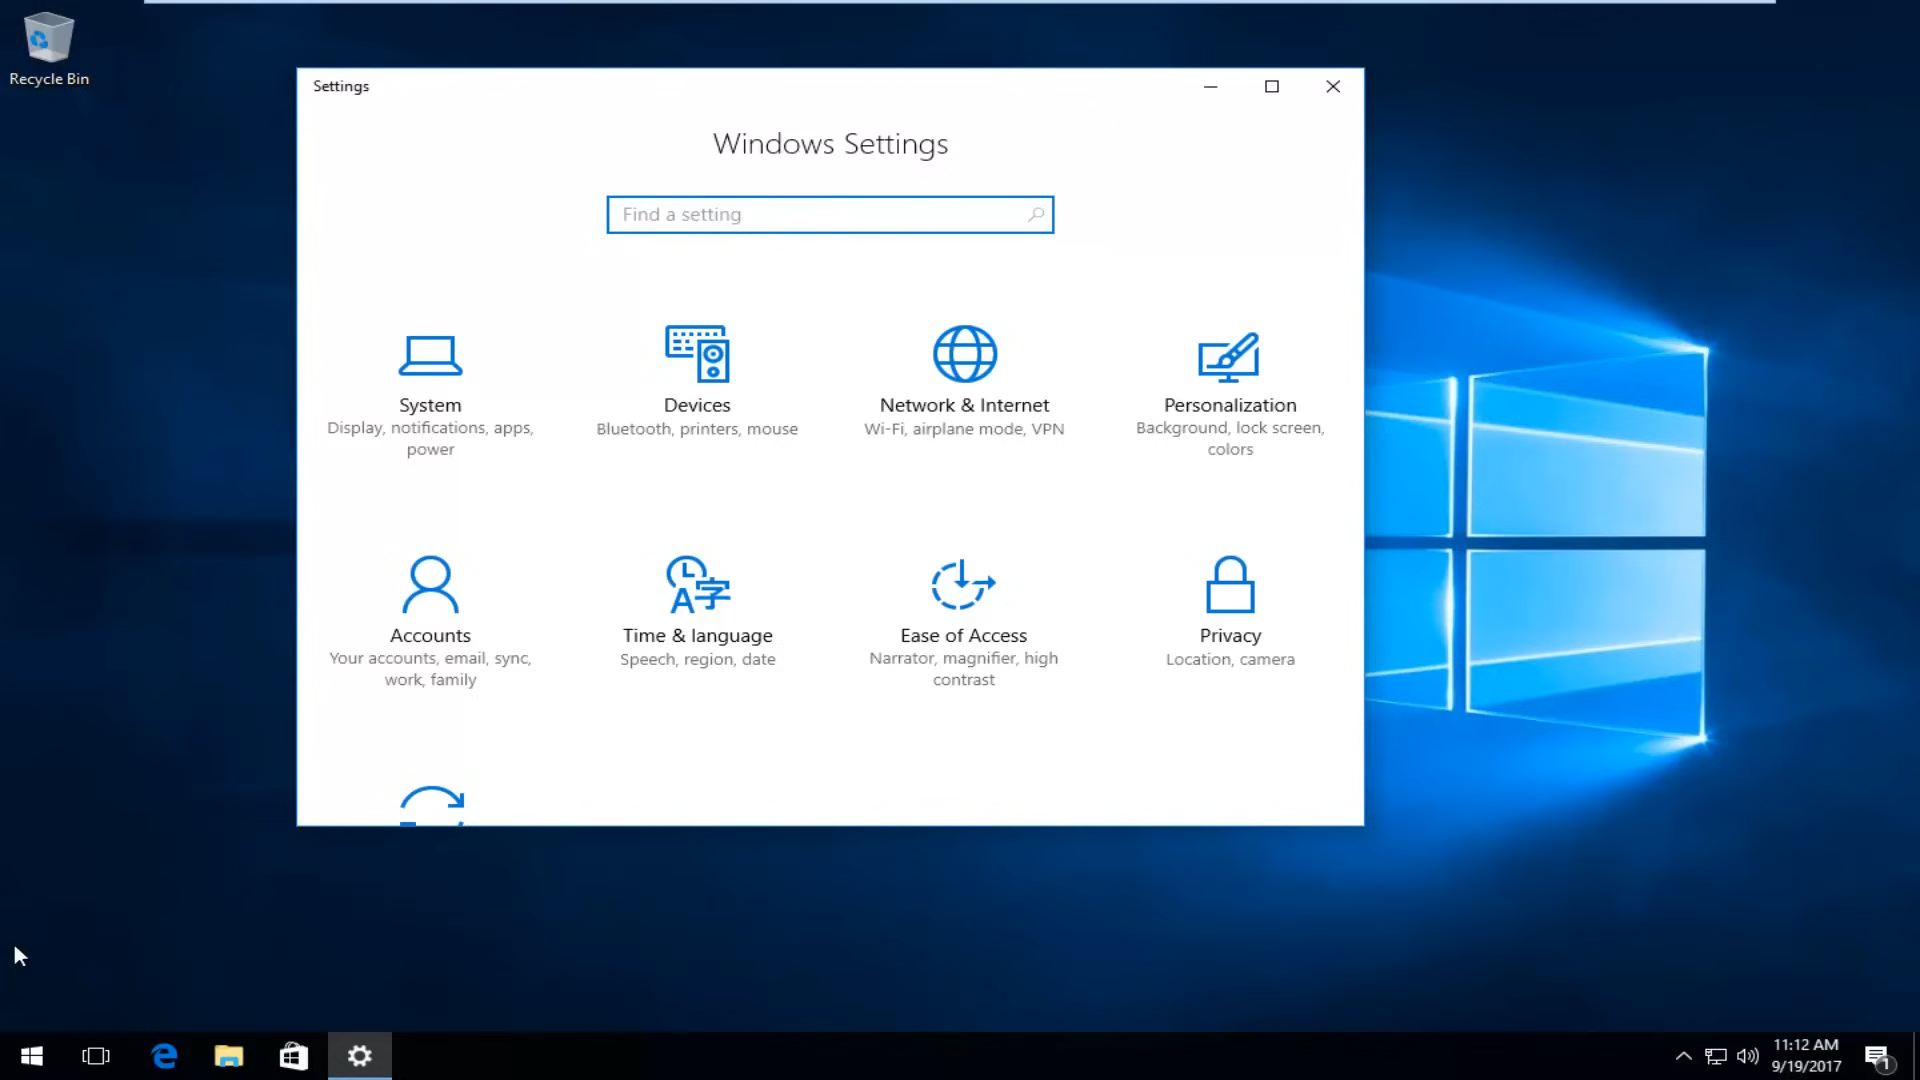 Recycle Bin
Settings
Windows Settings
Find a setting
System
Display, notifications, apps,
power
Devices
Bluetooth, printers, mouse
Network & Internet
Wi-Fi, airplane mode, VPN
Personalization
Background, lock screen,
colors
Accounts
Your accounts, email, sync,
work, family
Time & language
Speech, region, date
Ease of Access
Narrator, magnifier, high
contrast
Privacy
Location, camera
11:12 AM
9/19/2017
1